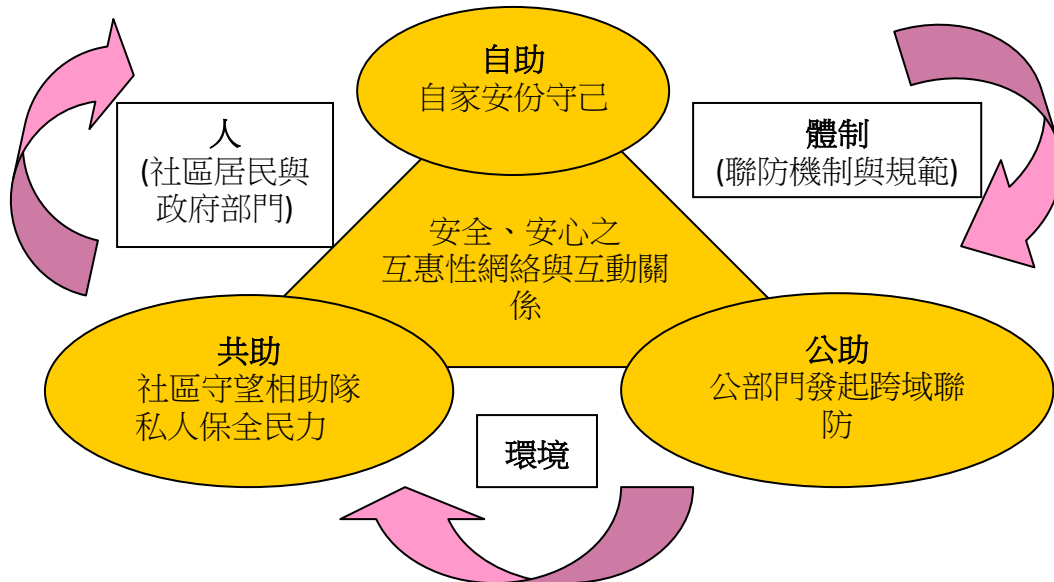 自助
自家安份守己
人
(社區居民與
政府部門)
體制
(聯防機制與規範)
安全、安心之
互惠性網絡與互動關
係
共助
社區守望相助隊
私人保全民力
公助
公部門發起跨域聯
防
環境